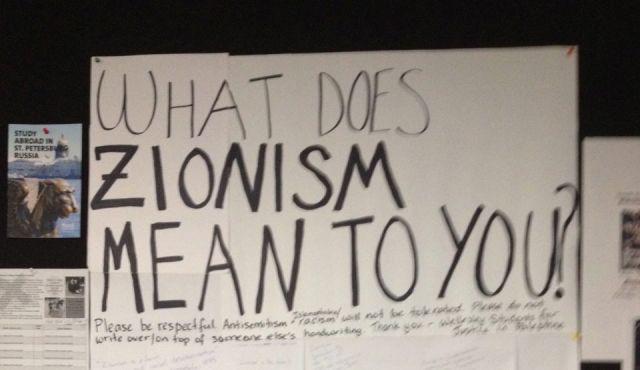 WHAT DOES
ZIONISM
MEAN TO YOU?
Islamophobia/
Please be respectful. Antisemitism racism will not be tolerated. Please do not
write over/on top of someone else's handwriting. Thank you - Wellesley Students for
Justice in Palestine
STUDY
ABROAD IN
ST. PETERSBURG
RUSSIA